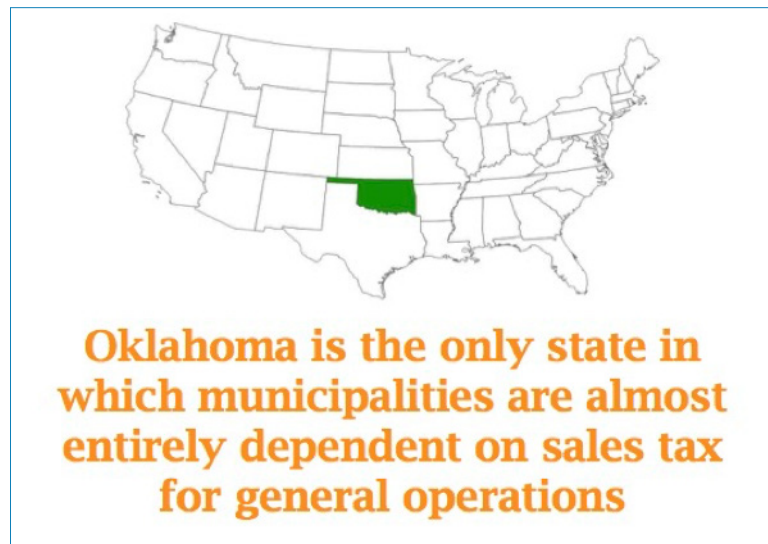 Oklahoma is the only state in
which municipalities are almost
entirely dependent on sales tax
for general operations